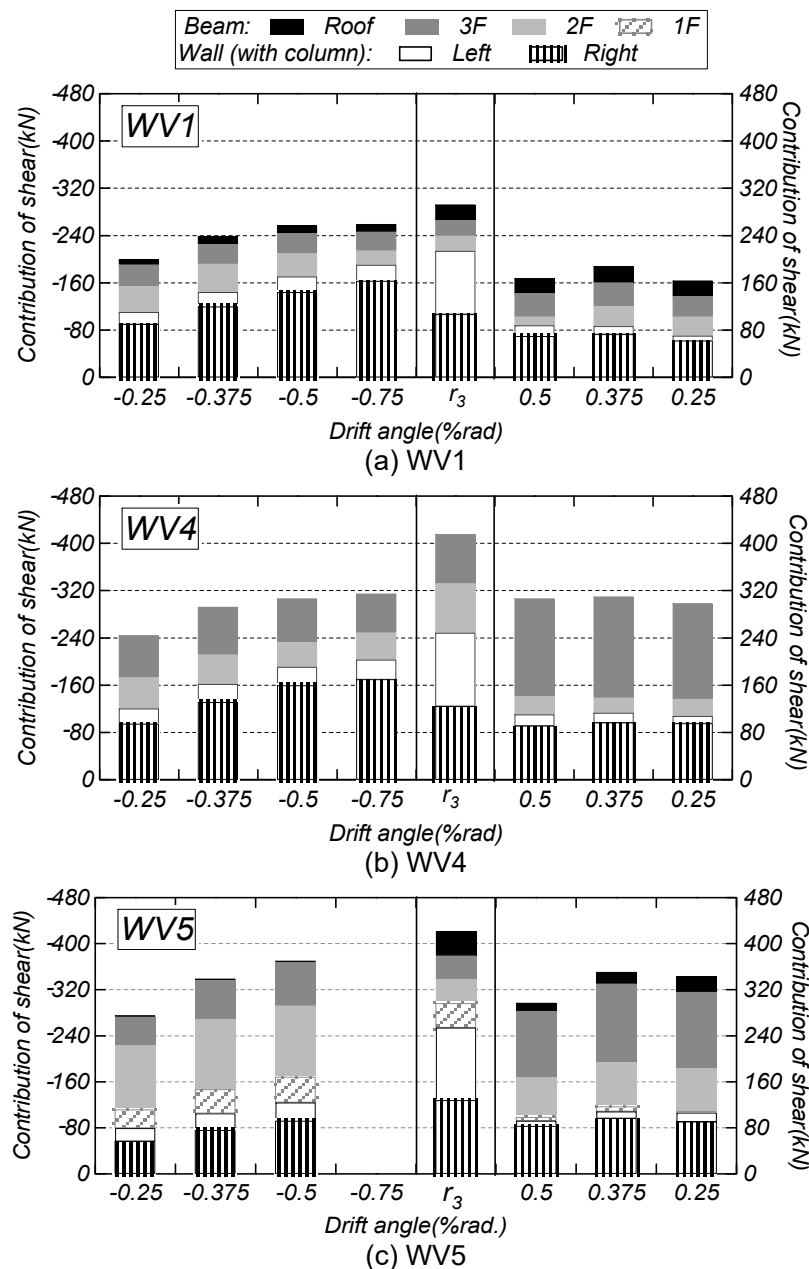 Beam: Roof 3F 2F 1F
Wall (with column): Left Right
-480 480
WV1
-400 400
-320 320
-240 240
-160 160
-80 80
0 0
Contribution of shear(kN)
Contribution of shear(kN)
-0.25 -0.375 -0.5 -0.75 r3 0.5 0.375 0.25
Drift angle(%rad)
(a) WV1
-480 480
WV4
-400 400
-320 320
-240 240
-160 160
-80 80
0 0
Contribution of shear(kN)
Contribution of shear(kN)
-0.25 -0.375 -0.5 -0.75 r3 0.5 0.375 0.25
Drift angle(%rad)
(b) WV4
-480 480
WV5
-400 400
-320 320
-240 240
-160 160
-80 80
0 0
Contribution of shear(kN)
Contribution of shear(kN)
-0.25 -0.375 -0.5 -0.75 r3 0.5 0.375 0.25
Drift angle(%rad.)
(c) WV5